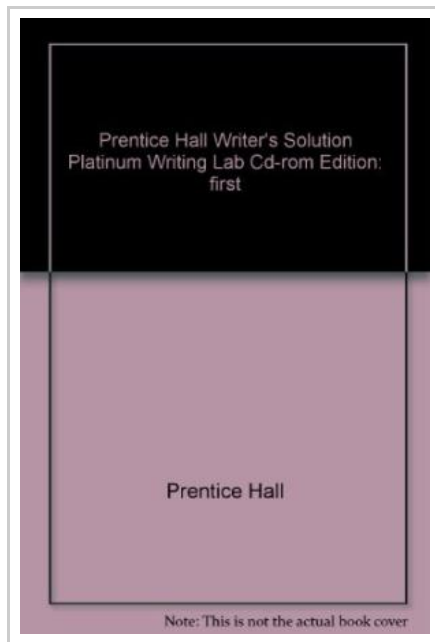 Prentice Hall Writer's Solution
Platinum Writing Lab Cd-rom Edition:
first
Prentice Hall
Note: This is not the actual book cover